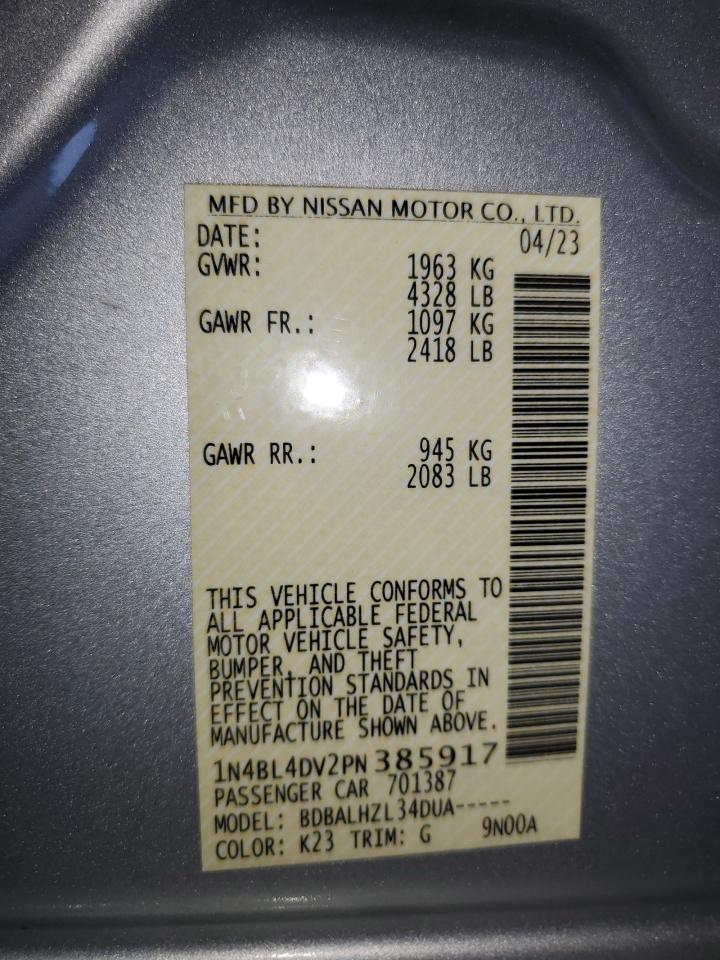 MFD BY NISSAN MOTOR CO., LTD.
DATE: 04/23
GVWR: 1963 KG
4328 LB
GAWR FR.: 1097 KG
2418 LB
GAWR RR.: 945 KG
2083 LB
THIS VEHICLE CONFORMS TO
ALL APPLICABLE FEDERAL
MOTOR VEHICLE SAFETY,
BUMPER, AND THEFT
PREVENTION STANDARDS IN
EFFECT ON THE DATE OF
MANUFACTURE SHOWN ABOVE.
1N4BL4DV2PN385917
PASSENGER CAR 701387
MODEL: BDBALHZL34DUA-----
COLOR: K23 TRIM: G 9N00A